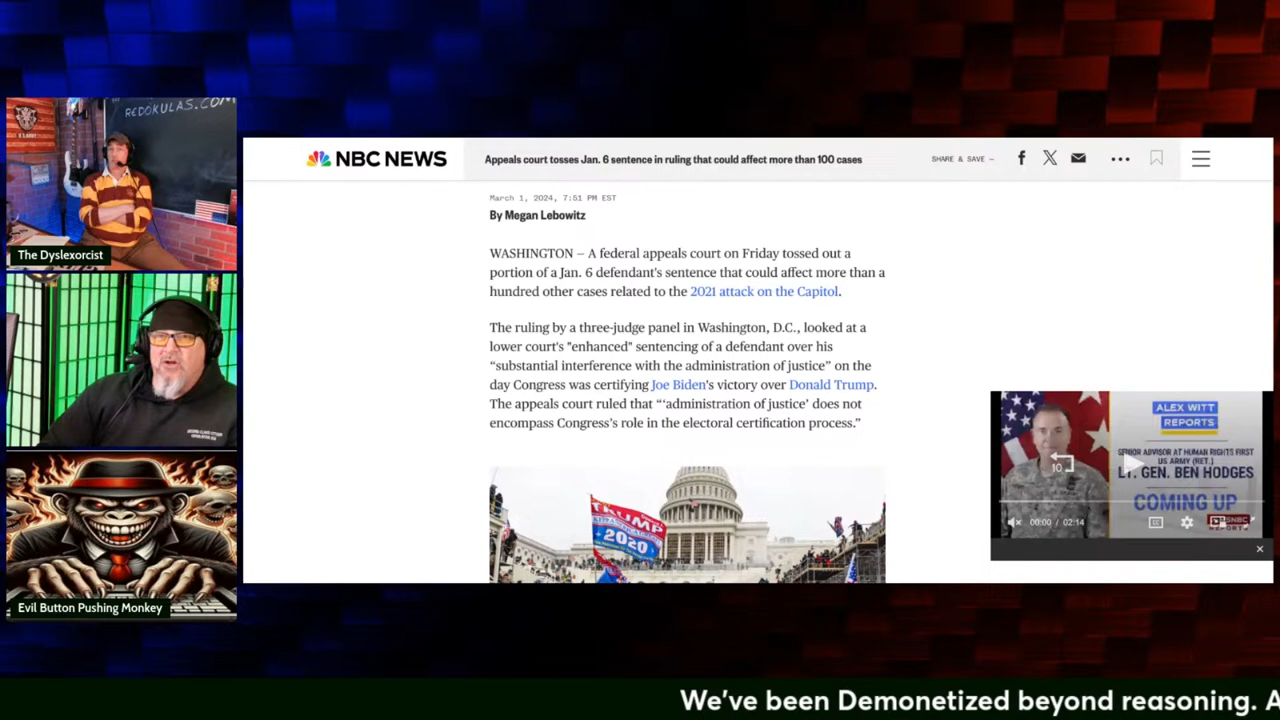 REDOKULAS.COM
The Dyslexorcist
Evil Button Pushing Monkey
NBC NEWS
Appeals court tosses Jan. 6 sentence in ruling that could affect more than 100 cases
SHARE & SAVE —
March 1, 2024, 7:51 PM EST
By Megan Lebowitz
WASHINGTON — A federal appeals court on Friday tossed out a
portion of a Jan. 6 defendant's sentence that could affect more than a
hundred other cases related to the 2021 attack on the Capitol.
The ruling by a three-judge panel in Washington, D.C., looked at a
lower court's "enhanced" sentencing of a defendant over his
“substantial interference with the administration of justice” on the
day Congress was certifying Joe Biden's victory over Donald Trump.
The appeals court ruled that “‘administration of justice’ does not
encompass Congress’s role in the electoral certification process.”
TRUMP
2020
ALEX WITT
REPORTS
SENIOR ADVISOR AT HUMAN RIGHTS FIRST
US ARMY (RET.)
LT. GEN. BEN HODGES
COMING UP
10
00:00 / 02:14
CC
We’ve been Demonetized beyond reasoning. A